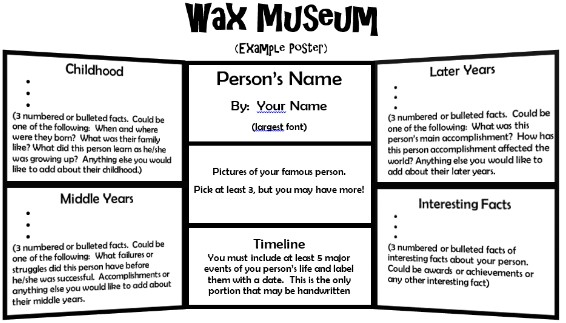 Wax Museum
(Example Poster)
Childhood
•
•
•
(3 numbered or bulleted facts.  Could be
one of the following:  When and where
were they born?  What was their family
like? What did this person learn as he/she
was growing up?  Anything else you would
like to add about their childhood.)
Middle Years
•
•
•
(3 numbered or bulleted facts.  Could be
one of the following:  What failures or
struggles did this person have before
he/she was successful.  Accomplishments or
anything else you would like to add about
their middle years.
Person's Name
By:  Your Name
(largest font)
Pictures of your famous person.
Pick at least 3, but you may have more!
Timeline
You must include at least 5 major
events of you person's life and label
them with a date.  This is the only
portion that may be handwritten
Later Years
•
•
•
(3 numbered or bulleted facts.  Could be
one of the following:  What was this
person's main accomplishment?  How has
this person accomplishment affected the
world? Anything else you would like to
add about their later years.
Interesting Facts
•
•
•
(3 numbered or bulleted facts of
interesting facts about your person.
Could be awards or achievements or
any other interesting fact)